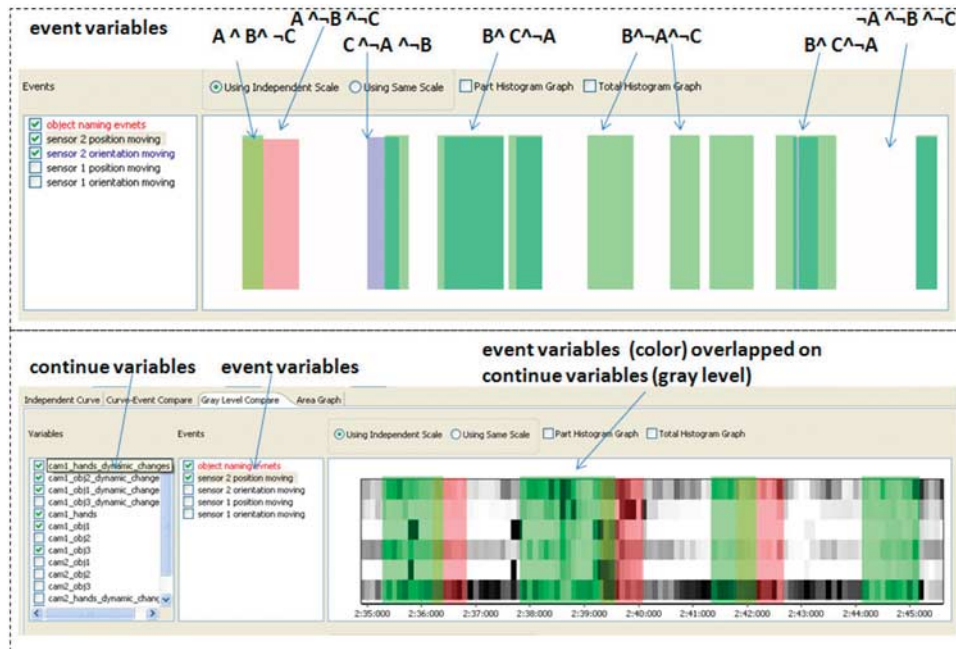 event variables
A ^ B^ ¬C
A ^¬B ^¬C
C ^¬A ^¬B
B^ C^¬A
B^¬A^¬C
B^ C^¬A
¬A ^¬B ^¬C
Events
Using Independent Scale
Using Same Scale
Part Histogram Graph
Total Histogram Graph
object naming evnets
sensor 2 position moving
sensor 2 orientation moving
sensor 1 position moving
sensor 1 orientation moving
continue variables
event variables
event variables (color) overlapped on
continue variables (gray level)
Independent Curve
Curve-Event Compare
Gray Level Compare
Area Graph
Variables
Events
Using Independent Scale
Using Same Scale
Part Histogram Graph
Total Histogram Graph
cam1_hands_dynamic_changes
cam1_obj2_dynamic_change
cam1_obj1_dynamic_change
cam1_obj3_dynamic_change
cam1_hands
cam1_obj1
cam1_obj2
cam1_obj3
cam2_obj1
cam2_obj2
cam2_obj3
cam2_hands_dynamic_chang
object naming evnets
sensor 2 position moving
sensor 2 orientation moving
sensor 1 position moving
sensor 1 orientation moving
2:35:000
2:36:000
2:37:000
2:38:000
2:39:000
2:40:000
2:41:000
2:42:000
2:43:000
2:44:000
2:45:000